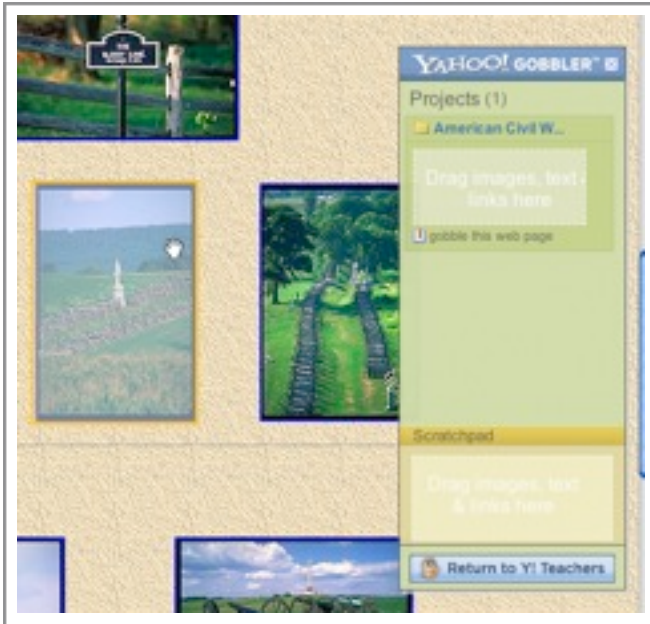 YAHOO! GOBBLER™
Projects (1)
American Civil W...
Drag images, text
links here
gobble this web page
Scratchpad
Drag images, text
& links here
Return to Y! Teachers